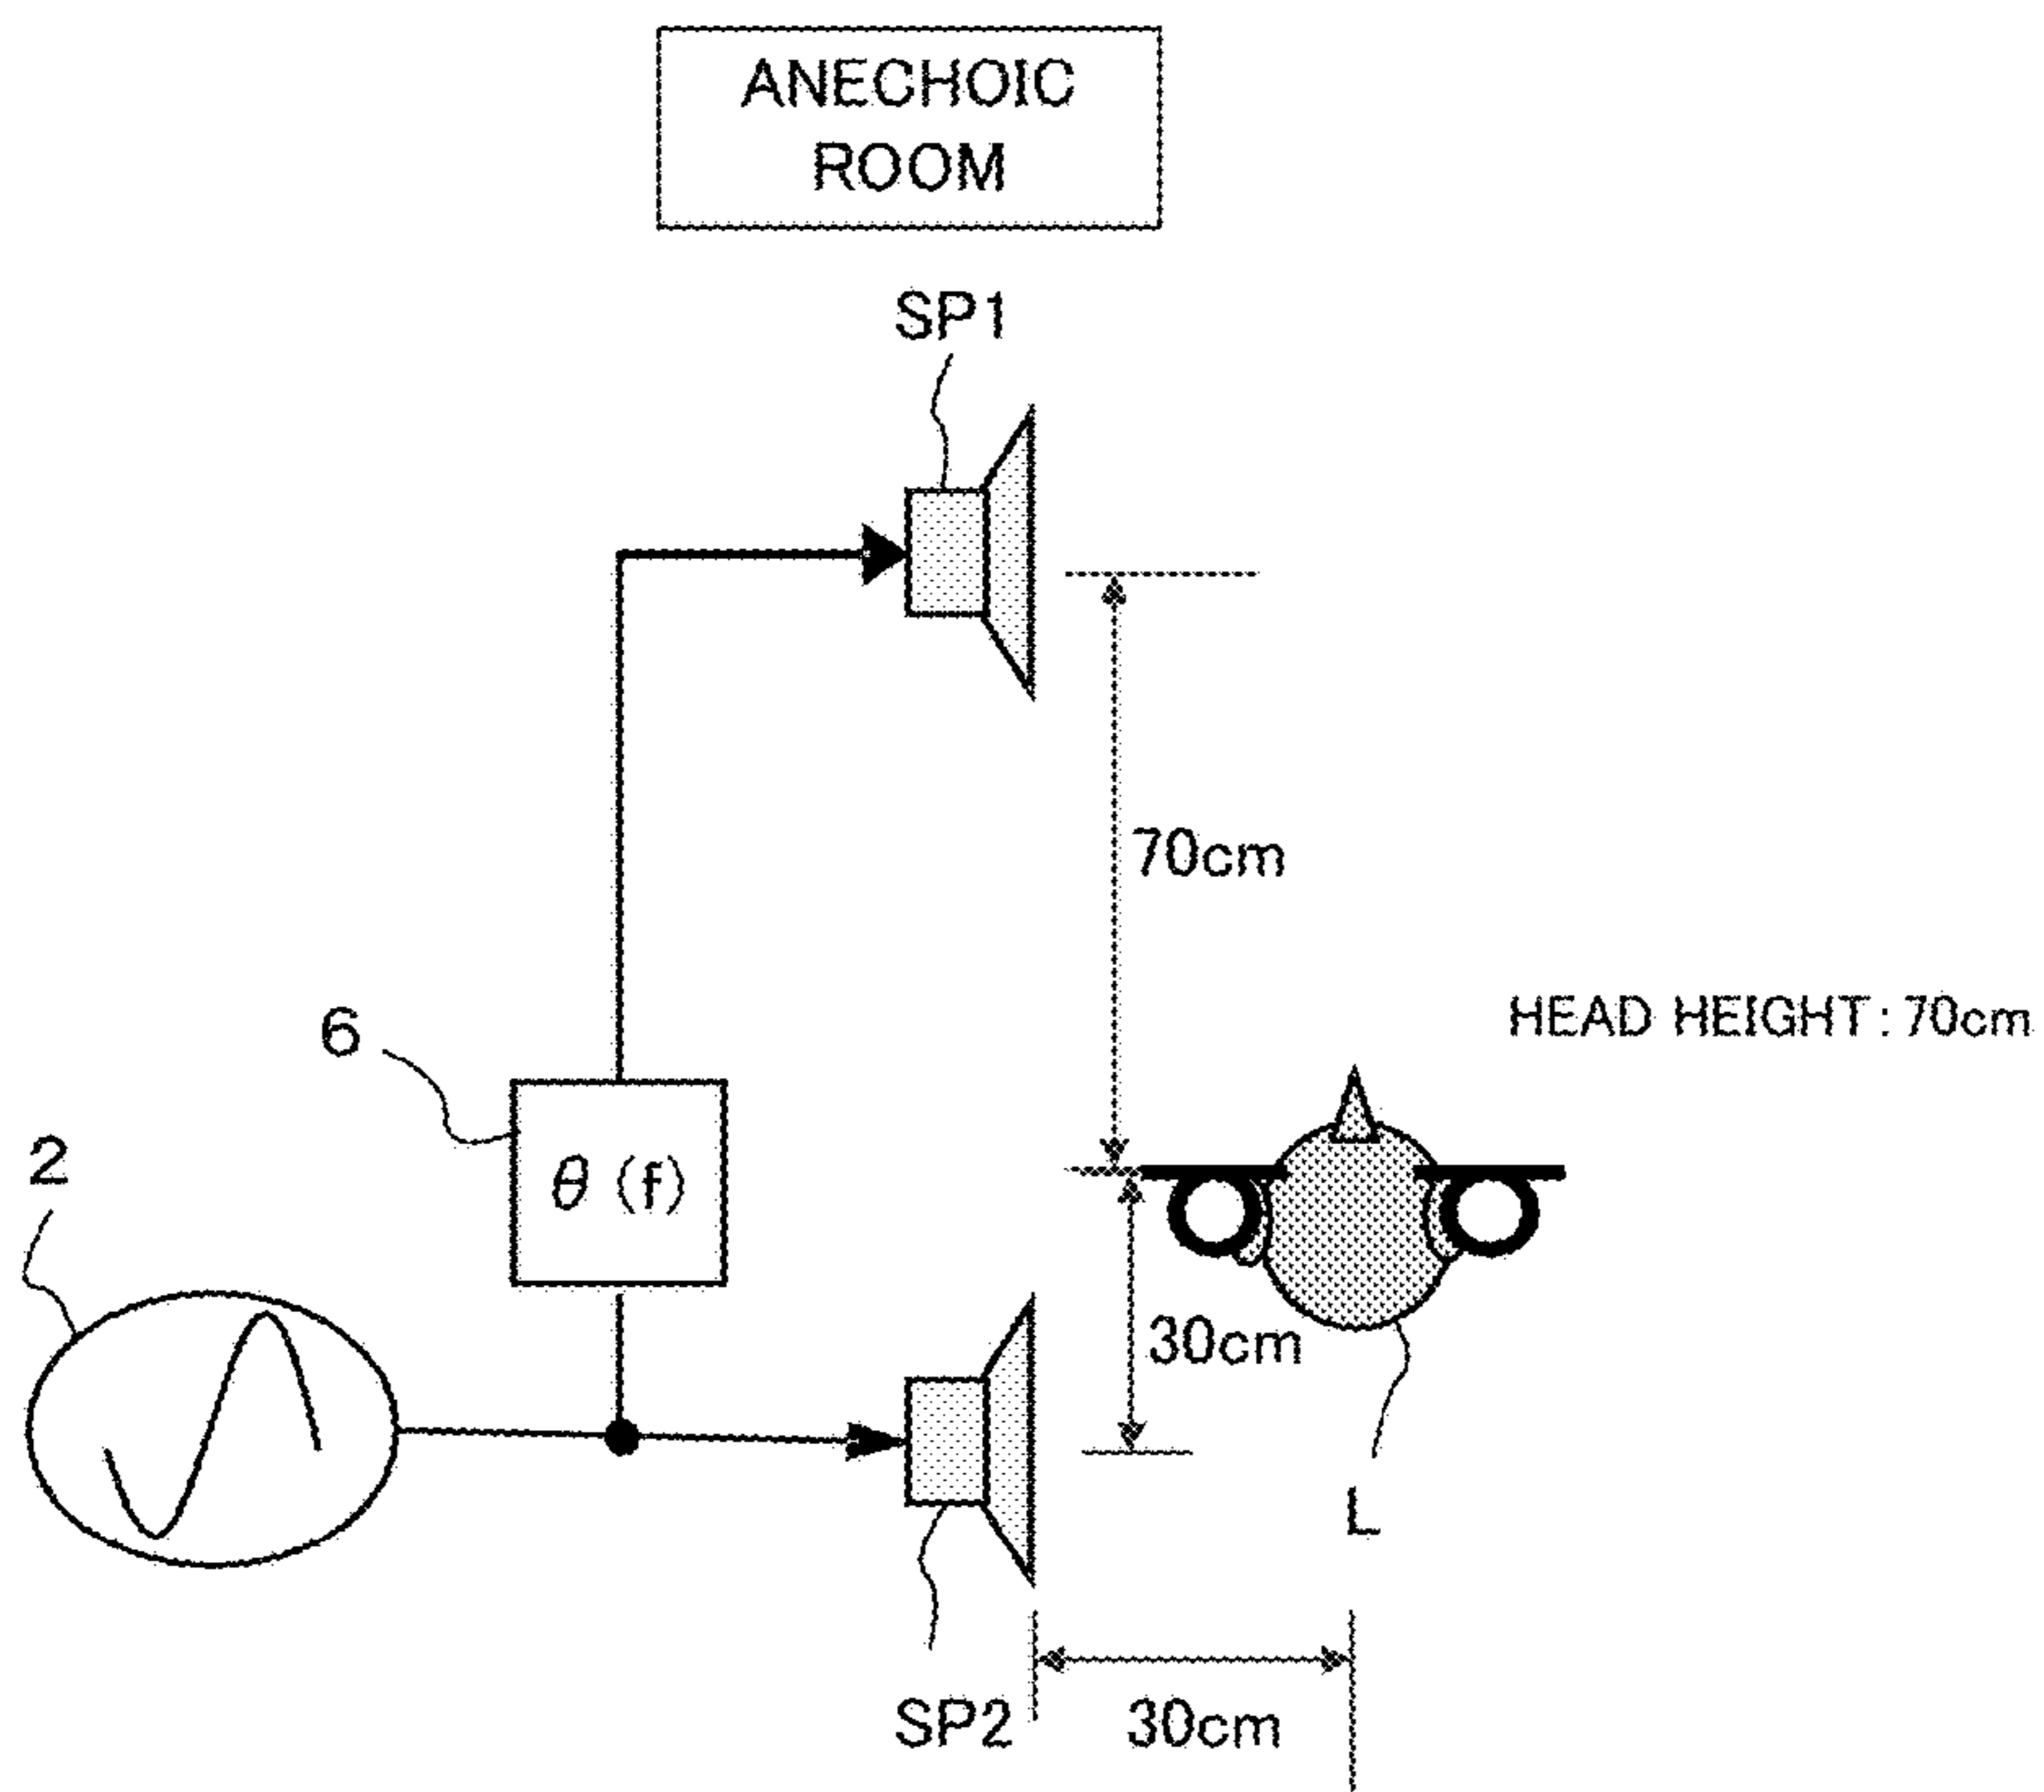 ANECHOIC
ROOM
SP1
70cm
HEAD HEIGHT: 70cm
6
θ (f)
2
30cm
L
SP2
30cm